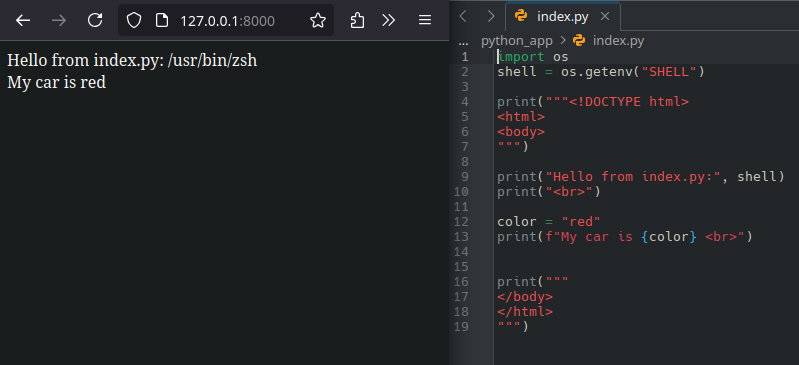 127.0.0.1:8000
Hello from index.py: /usr/bin/zsh
My car is red
index.py
... python_app > index.py
1 import os
2 shell = os.getenv("SHELL")
3
4 print("""<!DOCTYPE html>
5 <html>
6 <body>
7 """)
8
9 print("Hello from index.py:", shell)
10 print("<br>")
11
12 color = "red"
13 print(f"My car is {color} <br>")
14
15
16 print("""
17 </body>
18 </html>
19 """)